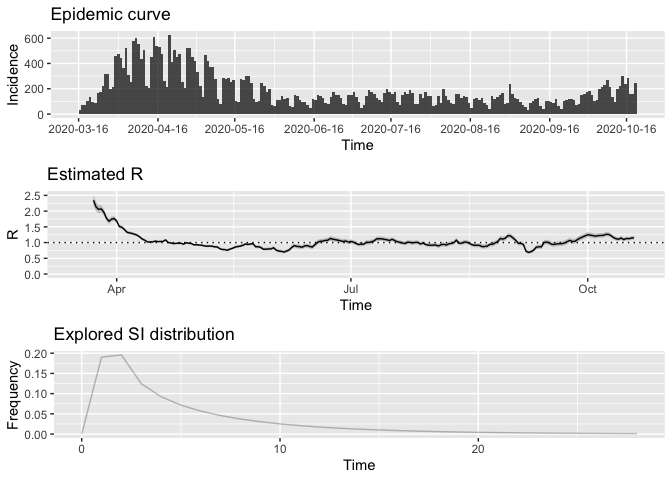 Epidemic curve
Incidence
600
400
200
0
2020-03-16 2020-04-16 2020-05-16 2020-06-16 2020-07-16 2020-08-16 2020-09-16 2020-10-16
Time
Estimated R
R
2.5
2.0
1.5
1.0
0.5
0.0
Apr Jul Oct
Time
Explored SI distribution
Frequency
0.20
0.15
0.10
0.05
0.00
0 10 20
Time